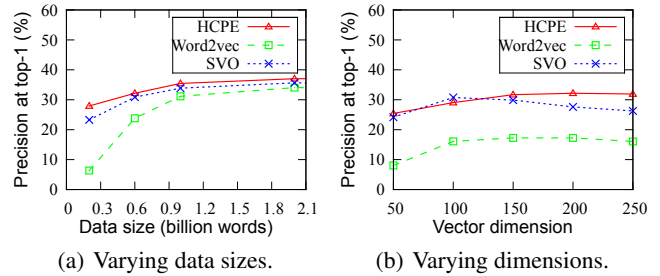 Precision at top-1 (%)
60
50
40
30
20
10
0
HCPE
Word2vec
SVO
0 0.3 0.6 0.9 1.2 1.5 1.8 2.1
Data size (billion words)
(a) Varying data sizes.
Precision at top-1 (%)
60
50
40
30
20
10
0
HCPE
Word2vec
SVO
50 100 150 200 250
Vector dimension
(b) Varying dimensions.